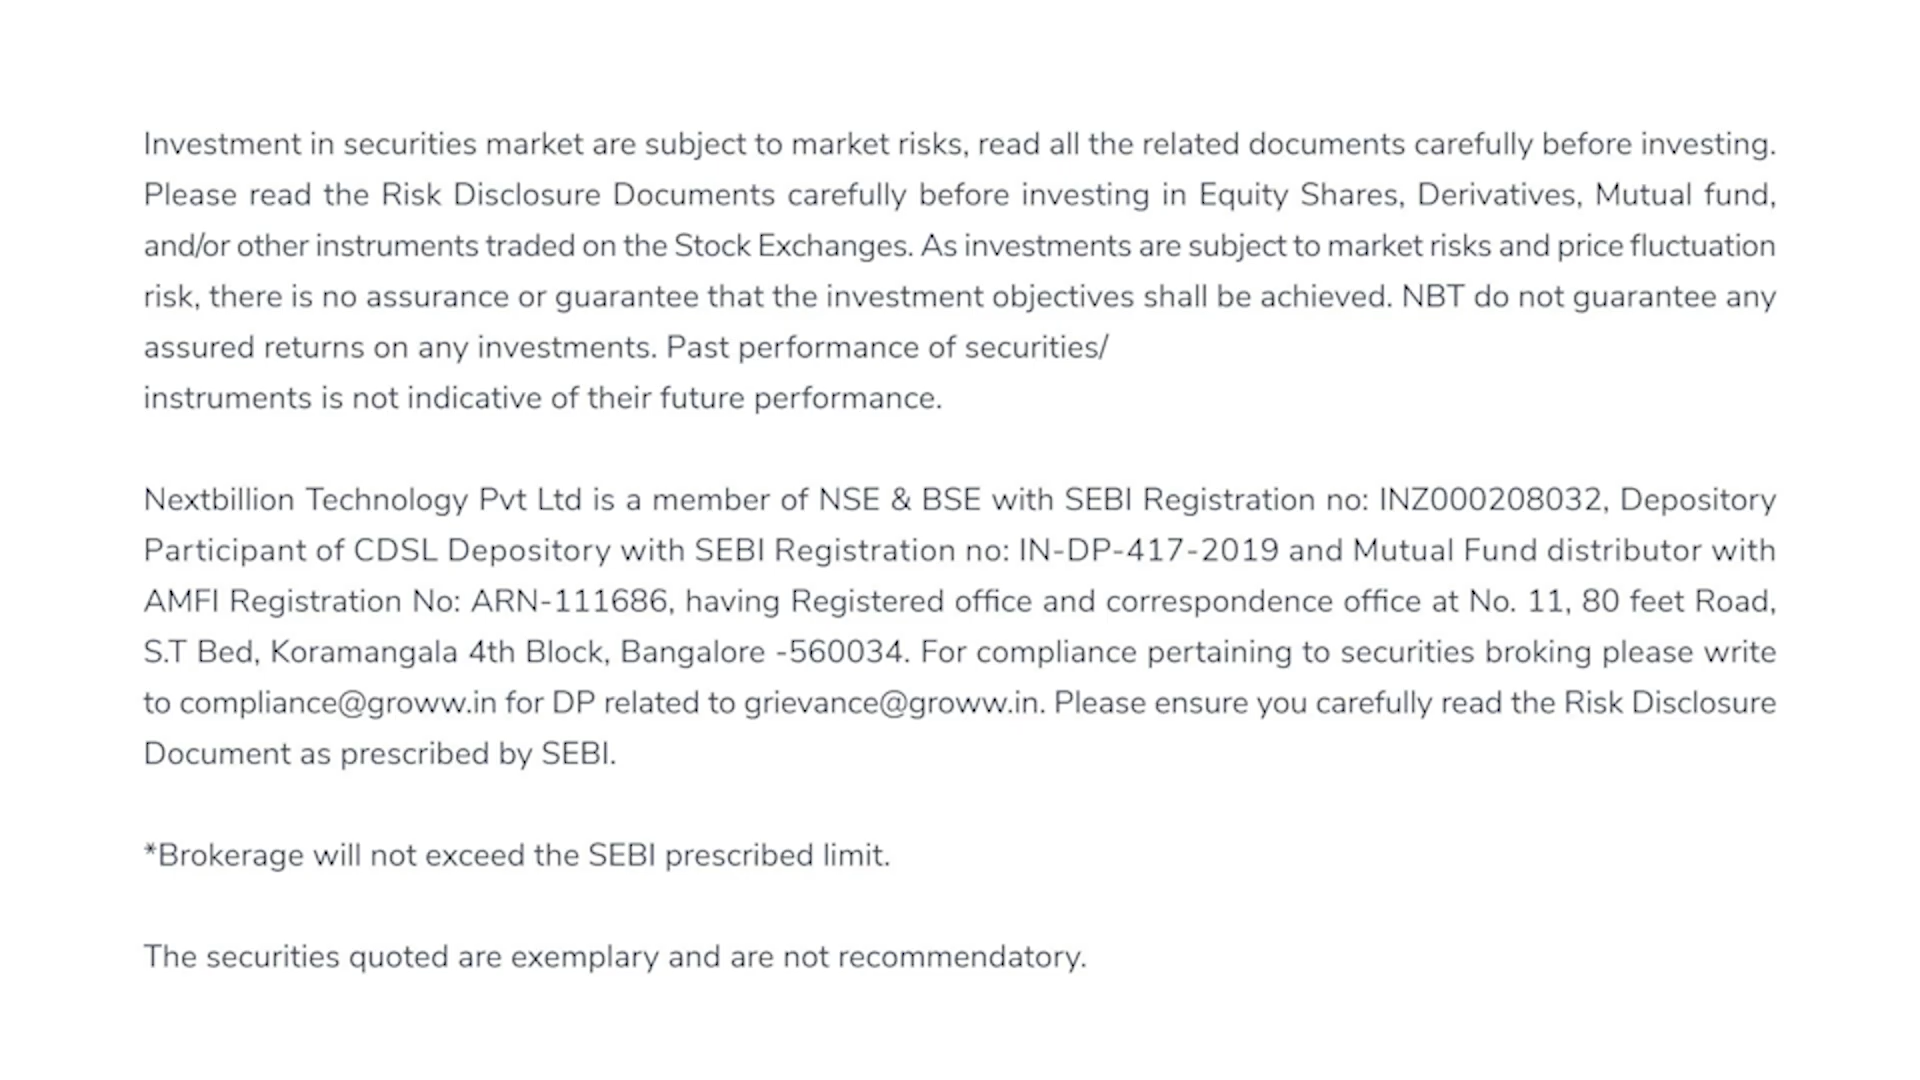 Investment in securities market are subject to market risks, read all the related documents carefully before investing.
Please read the Risk Disclosure Documents carefully before investing in Equity Shares, Derivatives, Mutual fund,
and/or other instruments traded on the Stock Exchanges. As investments are subject to market risks and price fluctuation
risk, there is no assurance or guarantee that the investment objectives shall be achieved. NBT do not guarantee any
assured returns on any investments. Past performance of securities/
instruments is not indicative of their future performance.
Nextbillion Technology Pvt Ltd is a member of NSE & BSE with SEBI Registration no: INZ000208032, Depository
Participant of CDSL Depository with SEBI Registration no: IN-DP-417-2019 and Mutual Fund distributor with
AMFI Registration No: ARN-111686, having Registered office and correspondence office at No. 11, 80 feet Road,
S.T Bed, Koramangala 4th Block, Bangalore -560034. For compliance pertaining to securities broking please write
to compliance@groww.in for DP related to grievance@groww.in. Please ensure you carefully read the Risk Disclosure
Document as prescribed by SEBI.
*Brokerage will not exceed the SEBI prescribed limit.
The securities quoted are exemplary and are not recommendatory.